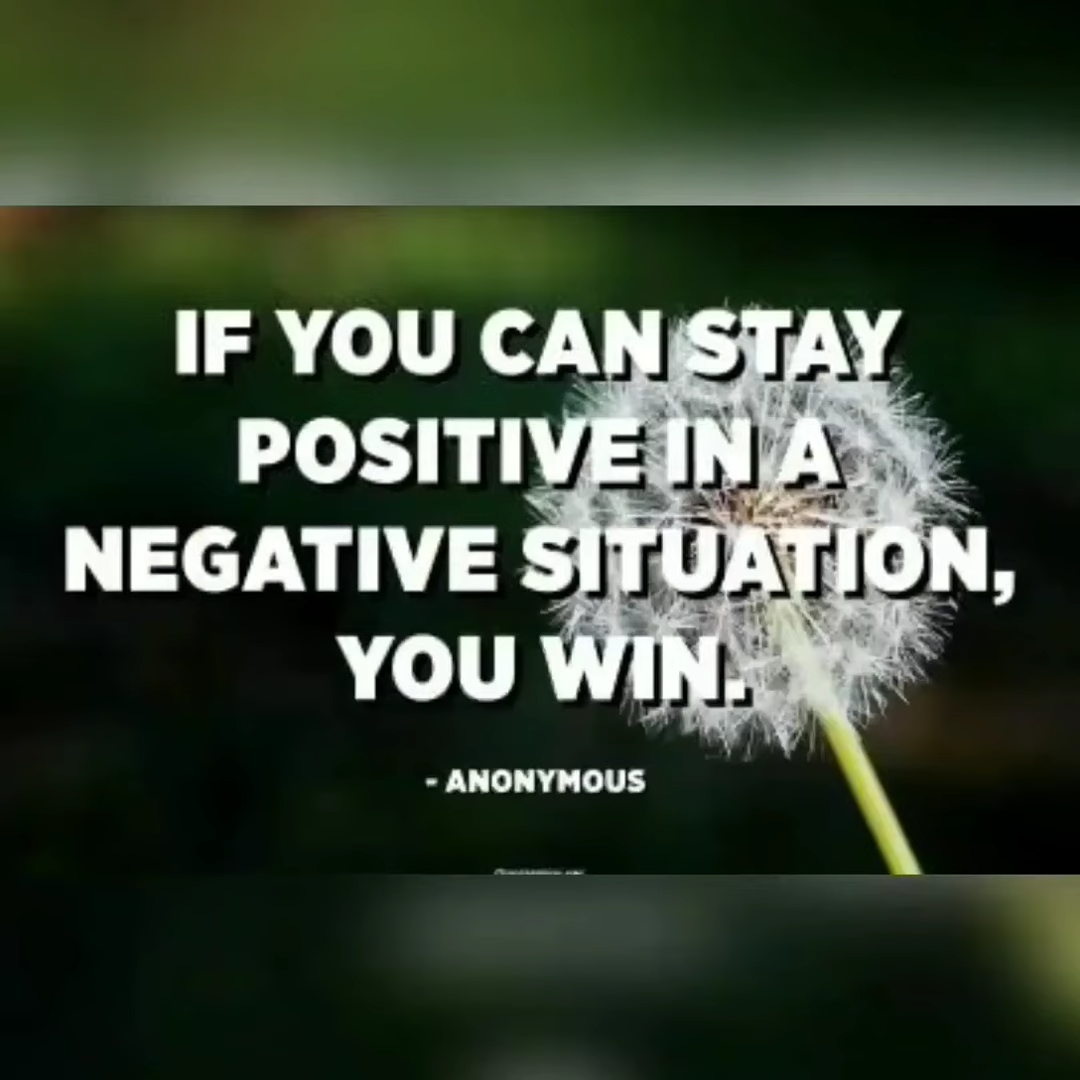 IF YOU CAN STAY
POSITIVE IN A
NEGATIVE SITUATION,
YOU WIN.
- ANONYMOUS